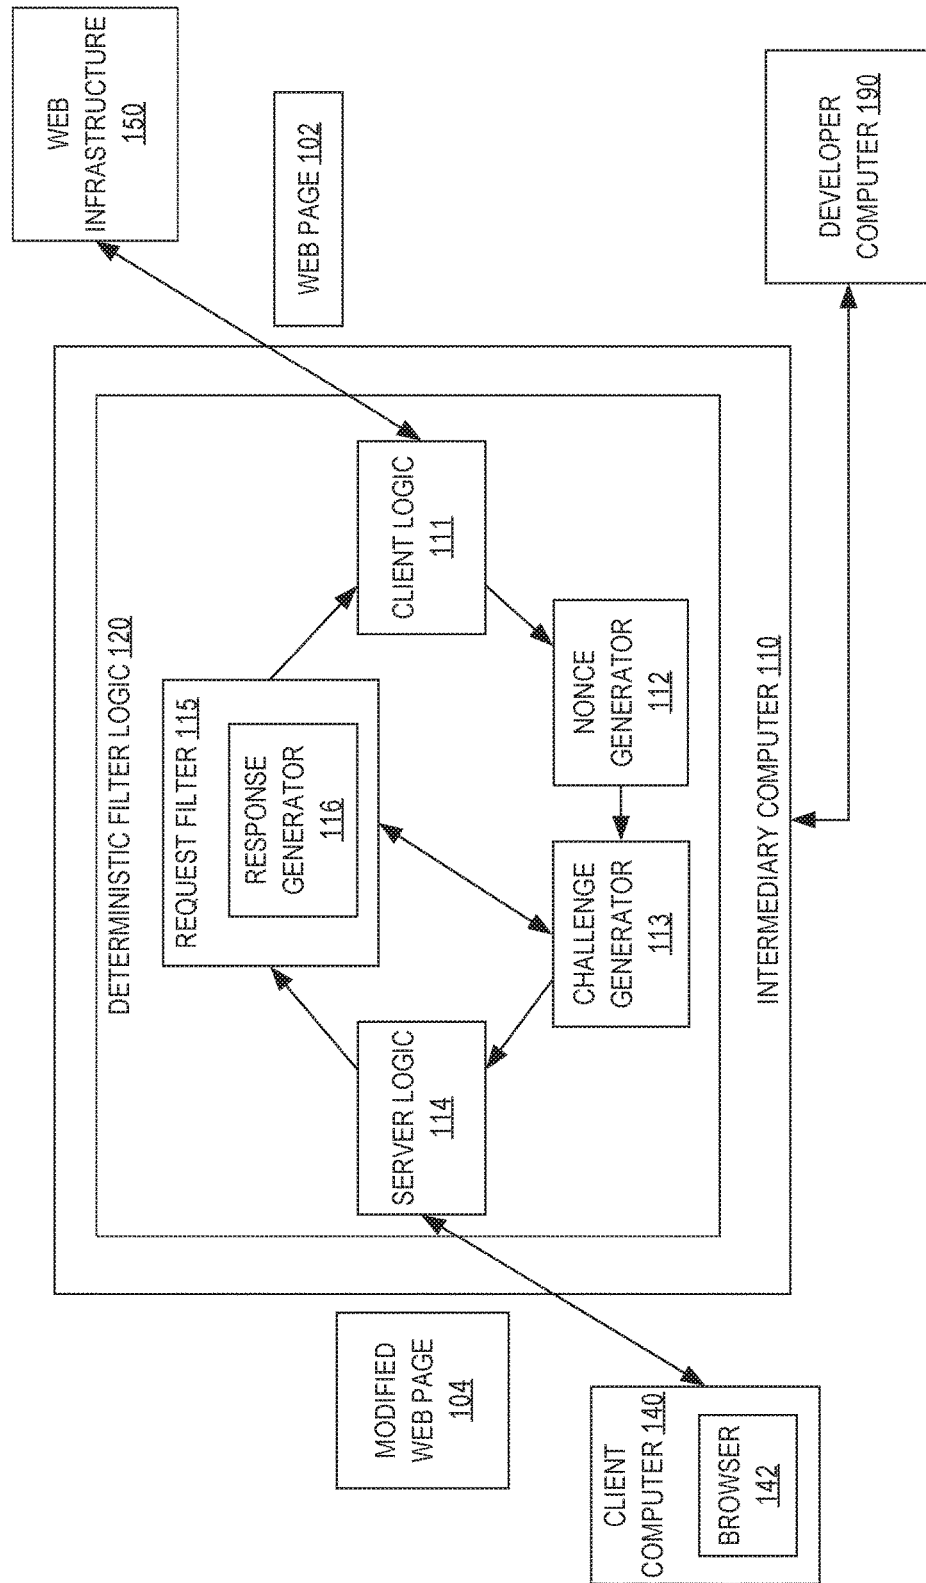 WEB
INFRASTRUCTURE
150
WEB PAGE 102
DEVELOPER
COMPUTER 190
DETERMINISTIC FILTER LOGIC 120
REQUEST FILTER 115
RESPONSE
GENERATOR
116
CLIENT LOGIC
111
NONCE
GENERATOR
112
CHALLENGE
GENERATOR
113
SERVER LOGIC
114
INTERMEDIARY COMPUTER 110
MODIFIED
WEB PAGE
104
CLIENT
COMPUTER 140
BROWSER
142